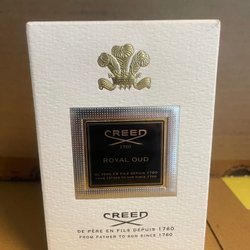 CREED
1760
ROYAL OUD
DE PÈRE EN FILS DEPUIS 1760
FROM FATHER TO SON SINCE 1760
CREED
DE PÈRE EN FILS DEPUIS 1760
FROM FATHER TO SON SINCE 1760